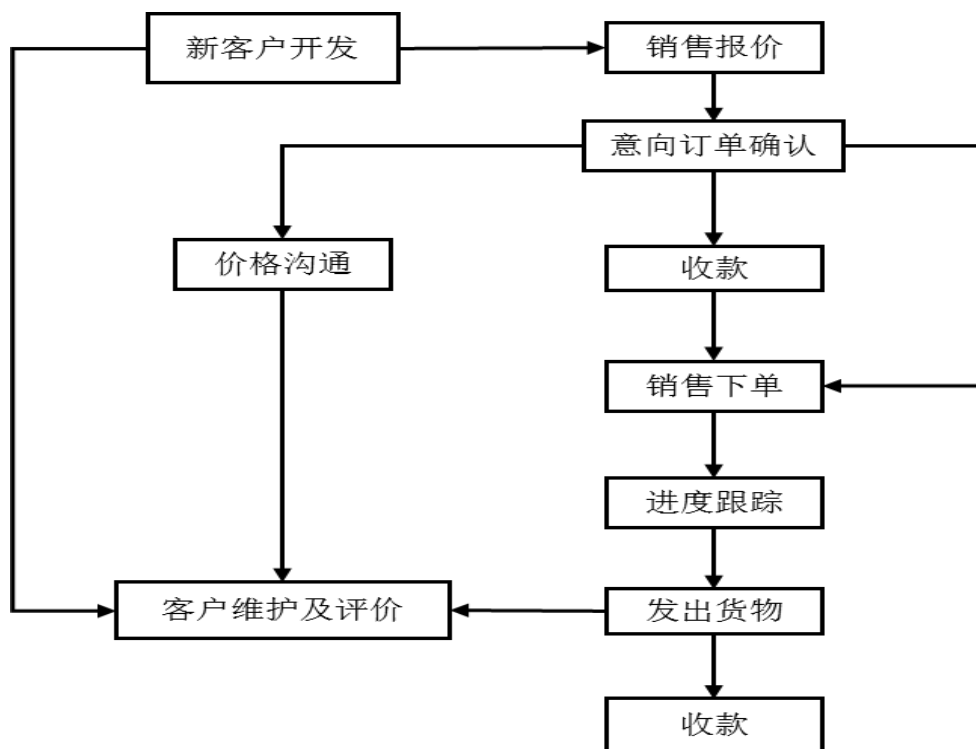 新客户开发
销售报价
意向订单确认
价格沟通
收款
销售下单
进度跟踪
客户维护及评价
发出货物
收款